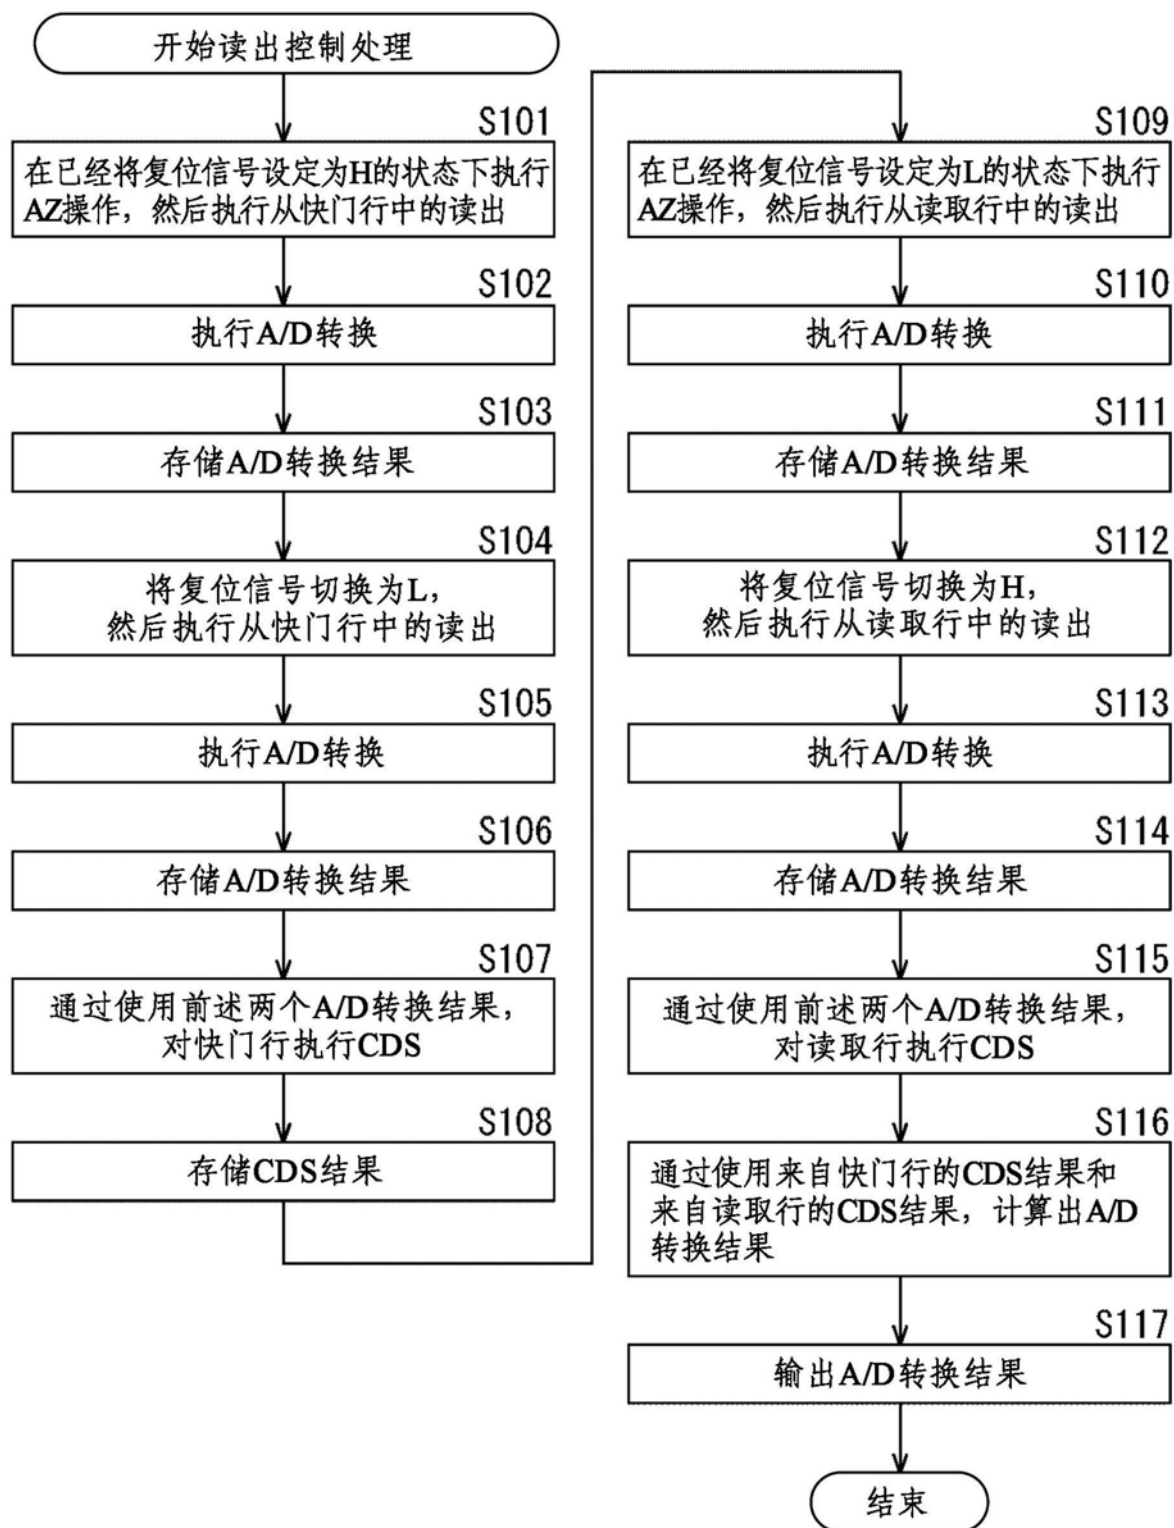 开始读出控制处理
S101
在已经将复位信号设定为H的状态下执行
AZ操作，然后执行从快门行中的读出
S102
执行A/D转换
S103
存储A/D转换结果
S104
将复位信号切换为L，
然后执行从快门行中的读出
S105
执行A/D转换
S106
存储A/D转换结果
S107
通过使用前述两个A/D转换结果，
对快门行执行CDS
S108
存储CDS结果
S109
在已经将复位信号设定为L的状态下执行
AZ操作，然后执行从读取行中的读出
S110
执行A/D转换
S111
存储A/D转换结果
S112
将复位信号切换为H，
然后执行从读取行中的读出
S113
执行A/D转换
S114
存储A/D转换结果
S115
通过使用前述两个A/D转换结果，
对读取行执行CDS
S116
通过使用来自快门行的CDS结果和
来自读取行的CDS结果，计算出A/D
转换结果
S117
输出A/D转换结果
结束